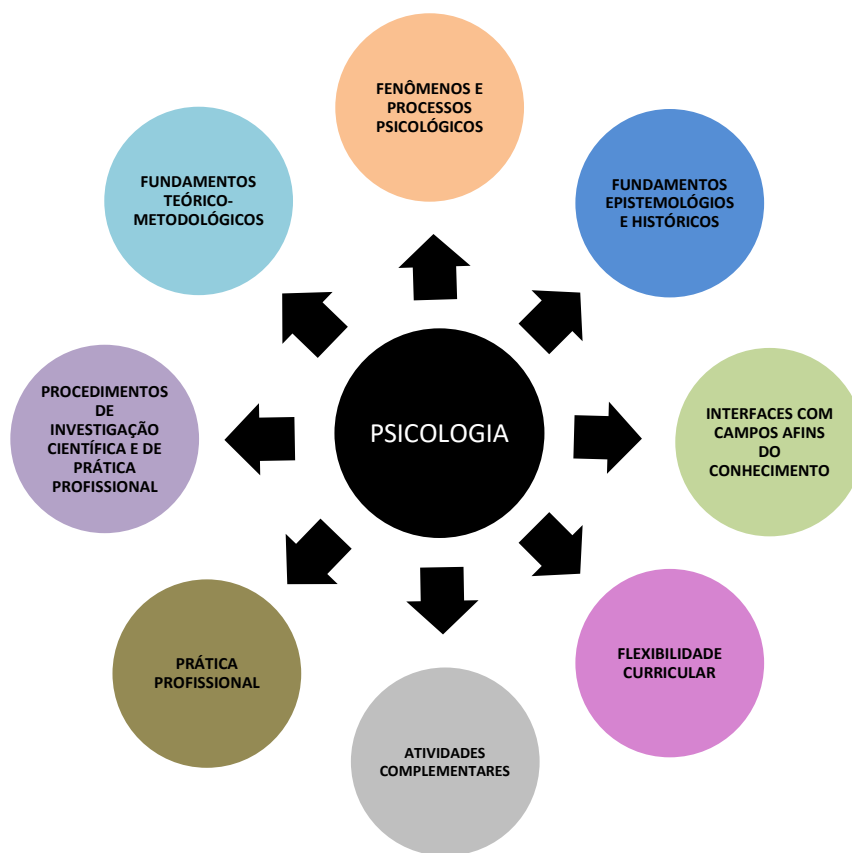 FENÔMENOS E
PROCESSOS
PSICOLÓGICOS
FUNDAMENTOS
EPISTEMOLÓGIOS
E HISTÓRICOS
INTERFACES COM
CAMPOS AFINS
DO
CONHECIMENTO
FLEXIBILIDADE
CURRICULAR
ATIVIDADES
COMPLEMENTARES
PRÁTICA
PROFISSIONAL
PROCEDIMENTOS
DE
INVESTIGAÇÃO
CIENTÍFICA E DE
PRÁTICA
PROFISSIONAL
FUNDAMENTOS
TEÓRICO-
METODOLÓGICOS
PSICOLOGIA